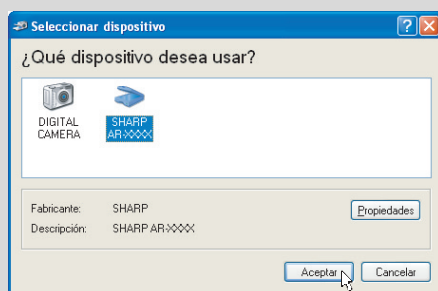 Seleccionar dispositivo
¿Qué dispositivo desea usar?
DIGITAL CAMERA
SHARP AR-XXXX
Fabricante: SHARP
Descripción: SHARP AR-XXXX
Propiedades
Aceptar
Cancelar